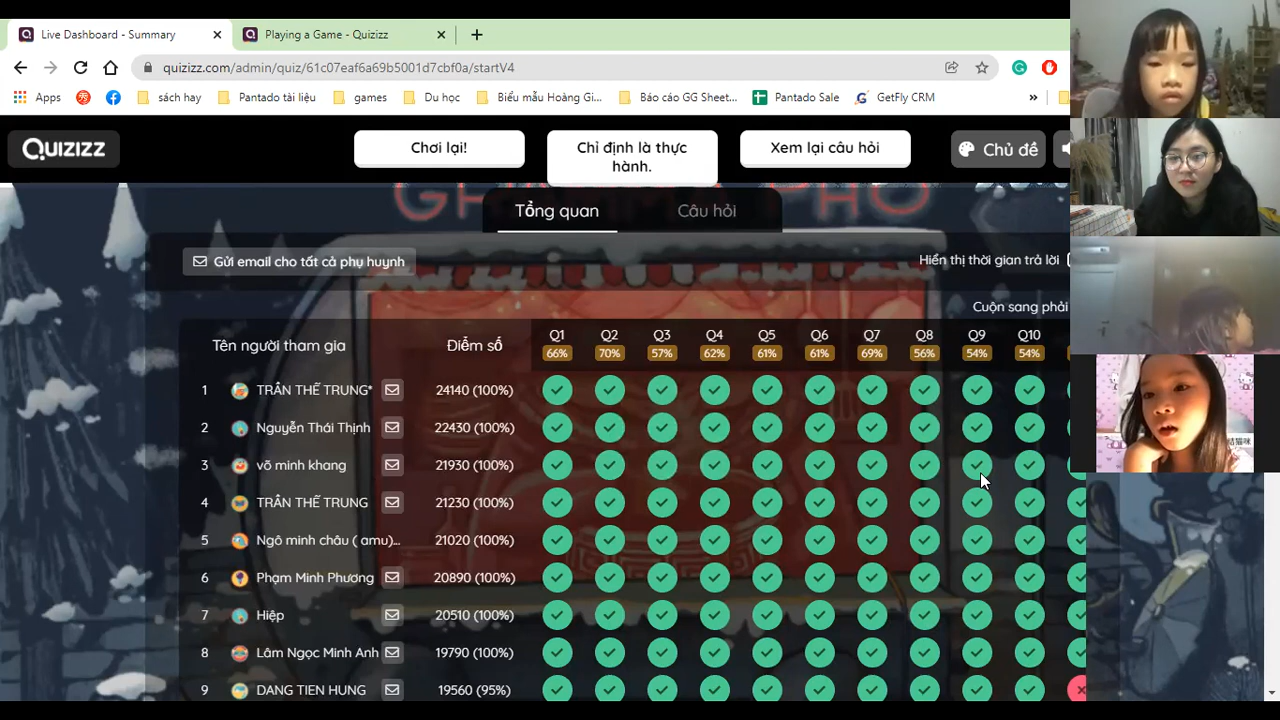 Live Dashboard - Summary
Playing a Game - Quizizz
quizizz.com/admin/quiz/61c07eaf6a69b5001d7cbf0a/startV4
Apps sách hay Pantado tài liệu games Du học Biểu mẫu Hoàng Gi... Báo cáo GG Sheet... Pantado Sale GetFly CRM »
QUIZIZZ
Chơi lại!
Chỉ định là thực
hành.
Xem lại câu hỏi
Chủ đề
Tổng quan
Câu hỏi
Gửi email cho tất cả phụ huynh
Hiển thị thời gian trả lời
Cuộn sang phải
Tên người tham gia Điểm số Q1 Q2 Q3 Q4 Q5 Q6 Q7 Q8 Q9 Q10
66% 70% 57% 62% 61% 61% 69% 56% 54% 54%
1 TRẦN THẾ TRUNG* 24140 (100%)
2 Nguyễn Thái Thịnh 22430 (100%)
3 võ minh khang 21930 (100%)
4 TRẦN THẾ TRUNG 21230 (100%)
5 Ngô minh châu ( amu)... 21020 (100%)
6 Phạm Minh Phương 20890 (100%)
7 Hiệp 20510 (100%)
8 Lâm Ngọc Minh Anh 19790 (100%)
9 DANG TIEN HUNG 19560 (95%)